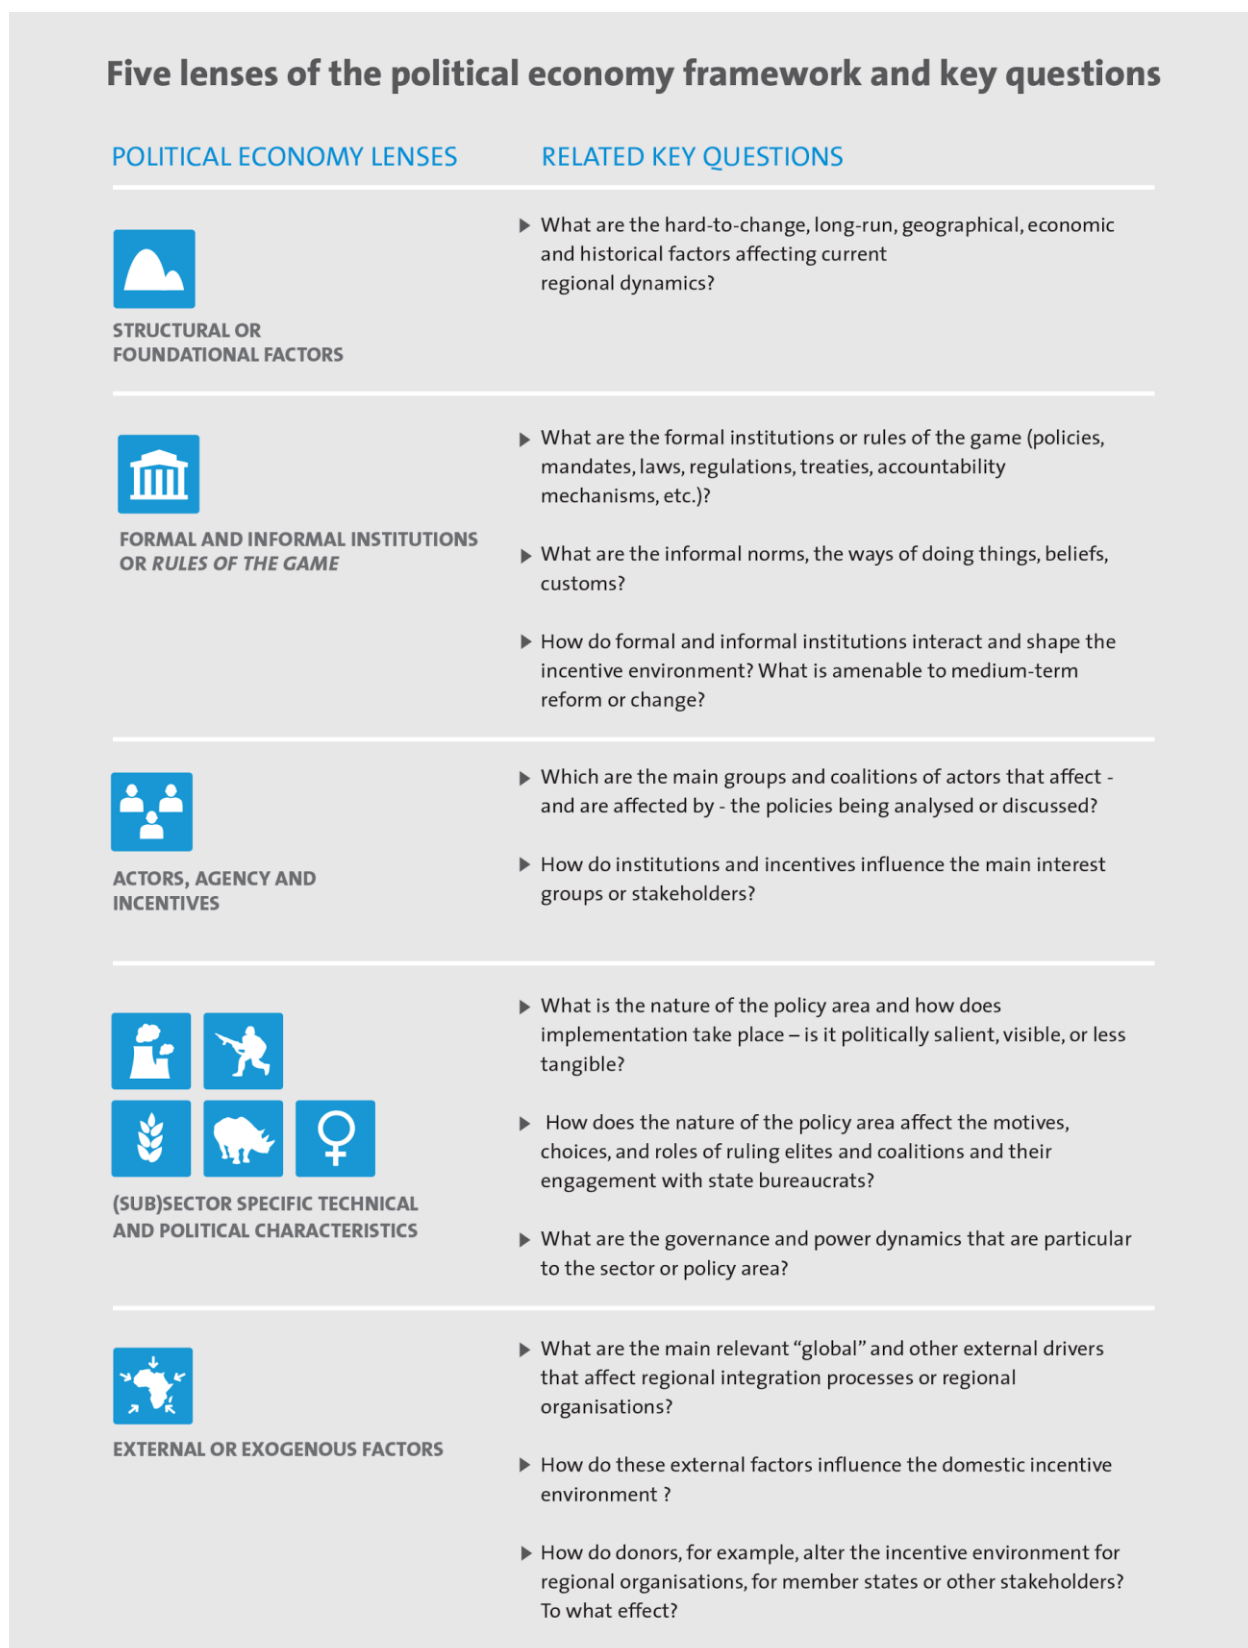 Five lenses of the political economy framework and key questions
POLITICAL ECONOMY LENSES
RELATED KEY QUESTIONS
STRUCTURAL OR
FOUNDATIONAL FACTORS
▶ What are the hard-to-change, long-run, geographical, economic
and historical factors affecting current
regional dynamics?
FORMAL AND INFORMAL INSTITUTIONS
OR RULES OF THE GAME
▶ What are the formal institutions or rules of the game (policies,
mandates, laws, regulations, treaties, accountability
mechanisms, etc.)?
▶ What are the informal norms, the ways of doing things, beliefs,
customs?
▶ How do formal and informal institutions interact and shape the
incentive environment? What is amenable to medium-term
reform or change?
ACTORS, AGENCY AND
INCENTIVES
▶ Which are the main groups and coalitions of actors that affect -
and are affected by - the policies being analysed or discussed?
▶ How do institutions and incentives influence the main interest
groups or stakeholders?
(SUB)SECTOR SPECIFIC TECHNICAL
AND POLITICAL CHARACTERISTICS
▶ What is the nature of the policy area and how does
implementation take place – is it politically salient, visible, or less
tangible?
▶ How does the nature of the policy area affect the motives,
choices, and roles of ruling elites and coalitions and their
engagement with state bureaucrats?
▶ What are the governance and power dynamics that are particular
to the sector or policy area?
EXTERNAL OR EXOGENOUS FACTORS
▶ What are the main relevant “global” and other external drivers
that affect regional integration processes or regional
organisations?
▶ How do these external factors influence the domestic incentive
environment ?
▶ How do donors, for example, alter the incentive environment for
regional organisations, for member states or other stakeholders?
To what effect?